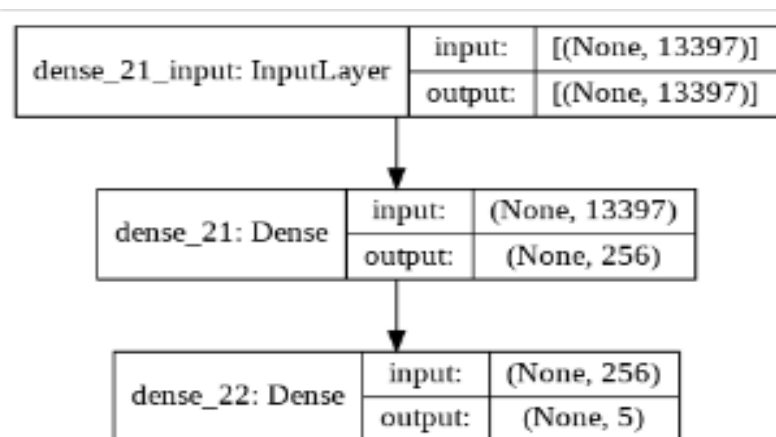 dense_21_input: InputLayer
input: [(None, 13397)]
output: [(None, 13397)]
dense_21: Dense
input: (None, 13397)
output: (None, 256)
dense_22: Dense
input: (None, 256)
output: (None, 5)